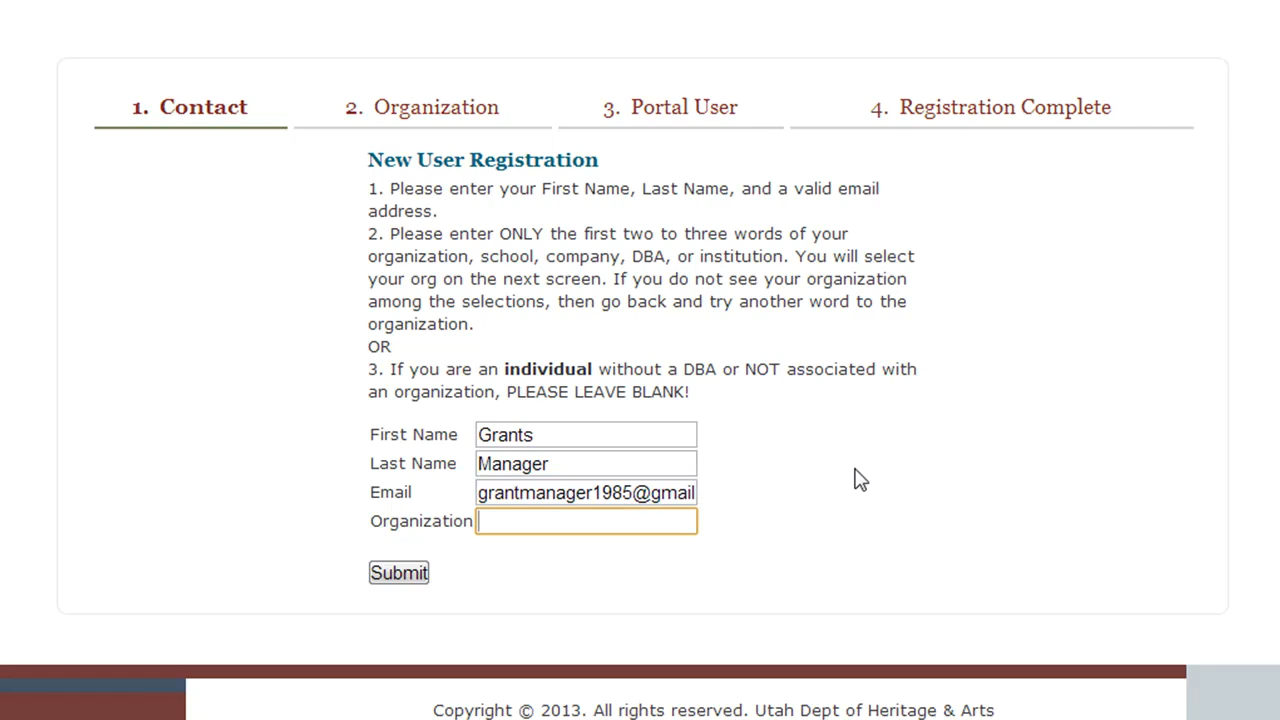 1. Contact
2. Organization
3. Portal User
4. Registration Complete
New User Registration
1. Please enter your First Name, Last Name, and a valid email
address.
2. Please enter ONLY the first two to three words of your
organization, school, company, DBA, or institution. You will select
your org on the next screen. If you do not see your organization
among the selections, then go back and try another word to the
organization.
OR
3. If you are an individual without a DBA or NOT associated with
an organization, PLEASE LEAVE BLANK!
First Name Grants
Last Name Manager
Email grantmanager1985@gmail
Organization
Submit
Copyright © 2013. All rights reserved. Utah Dept of Heritage & Arts